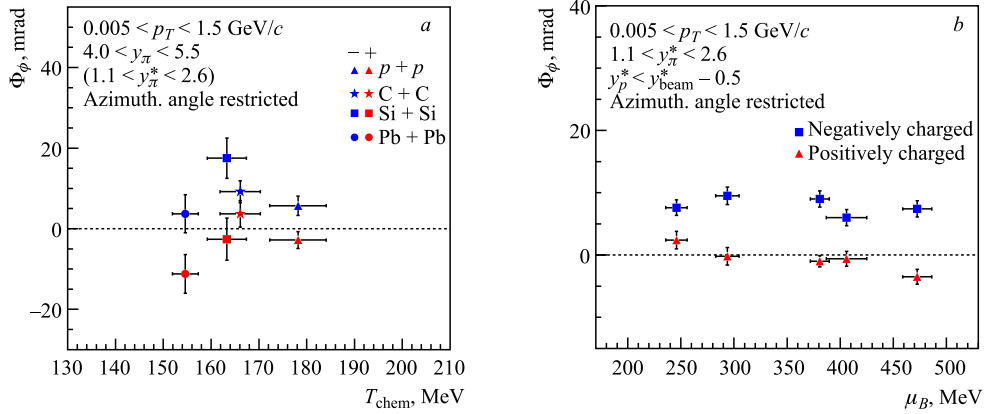 a
0.005 < p_T < 1.5 GeV/c
4.0 < y_π < 5.5
(1.1 < y*_π < 2.6)
Azimuth. angle restricted
− +
p + p
C + C
Si + Si
Pb + Pb
Φ_ϕ, mrad
40
20
0
−20
130 140 150 160 170 180 190 200 210
T_chem, MeV
b
0.005 < p_T < 1.5 GeV/c
1.1 < y*_π < 2.6
y*_p < y*_beam − 0.5
Azimuth. angle restricted
Negatively charged
Positively charged
Φ_ϕ, mrad
40
20
0
200 250 300 350 400 450 500
μ_B, MeV